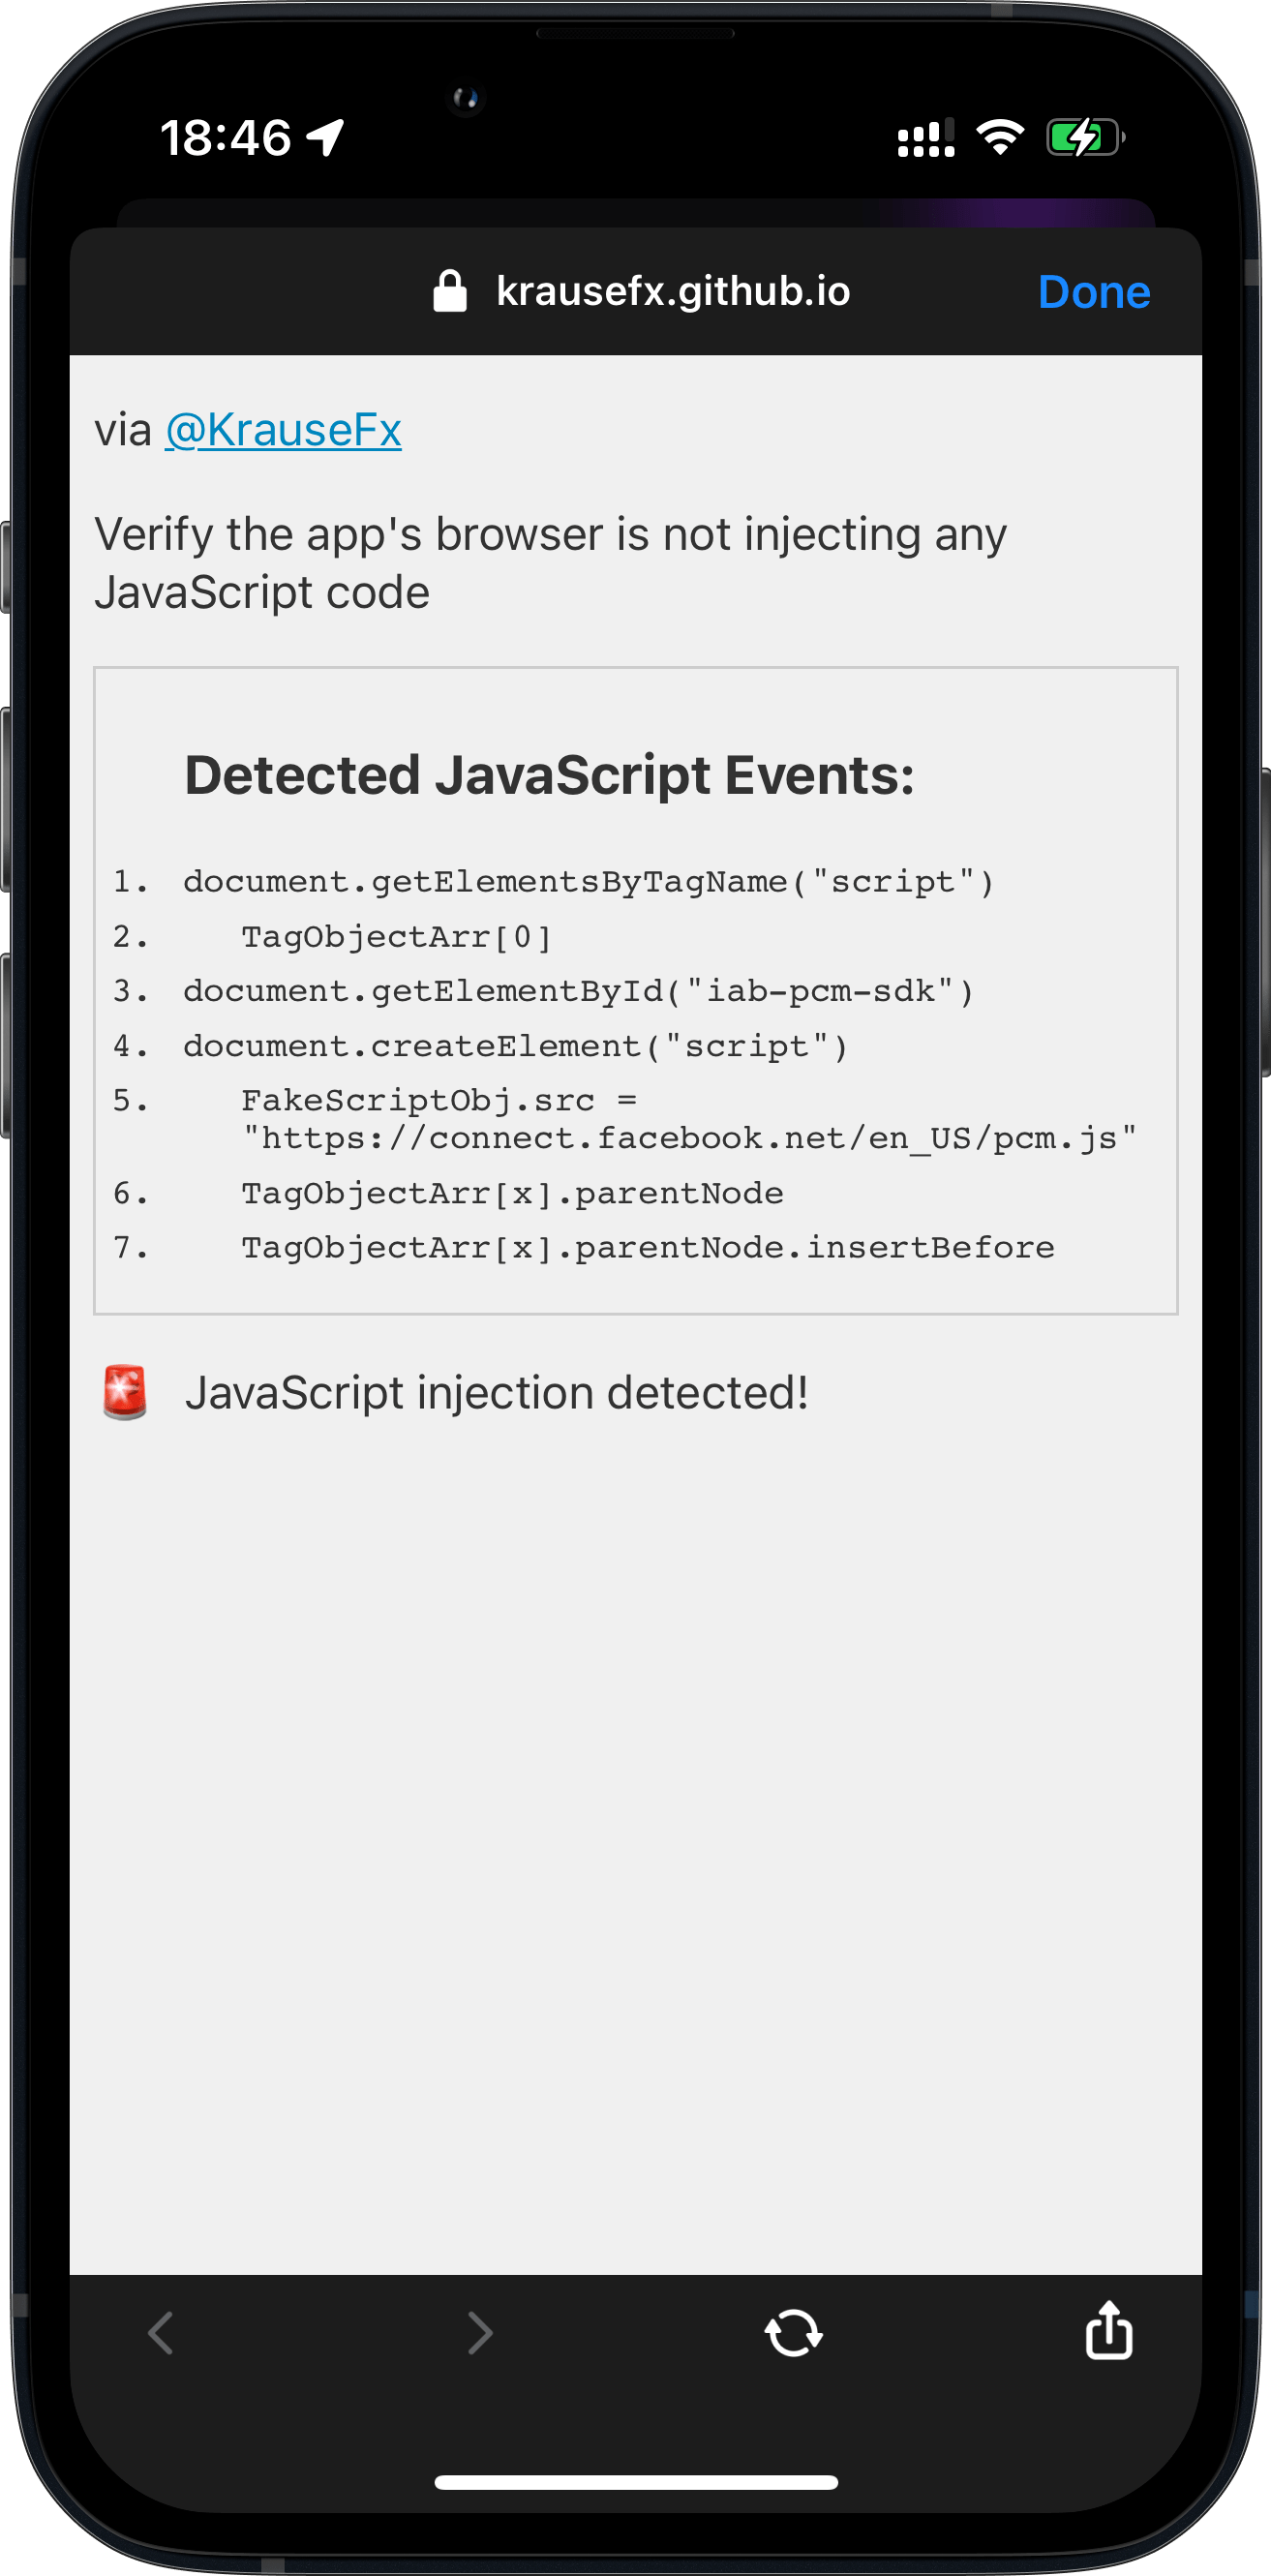 18:46
krausefx.github.io
Done
via @KrauseFx
Verify the app's browser is not injecting any
JavaScript code
Detected JavaScript Events:
1. document.getElementsByTagName("script")
2. TagObjectArr[0]
3. document.getElementById("iab-pcm-sdk")
4. document.createElement("script")
5. FakeScriptObj.src =
"https://connect.facebook.net/en_US/pcm.js"
6. TagObjectArr[x].parentNode
7. TagObjectArr[x].parentNode.insertBefore
🚨 JavaScript injection detected!